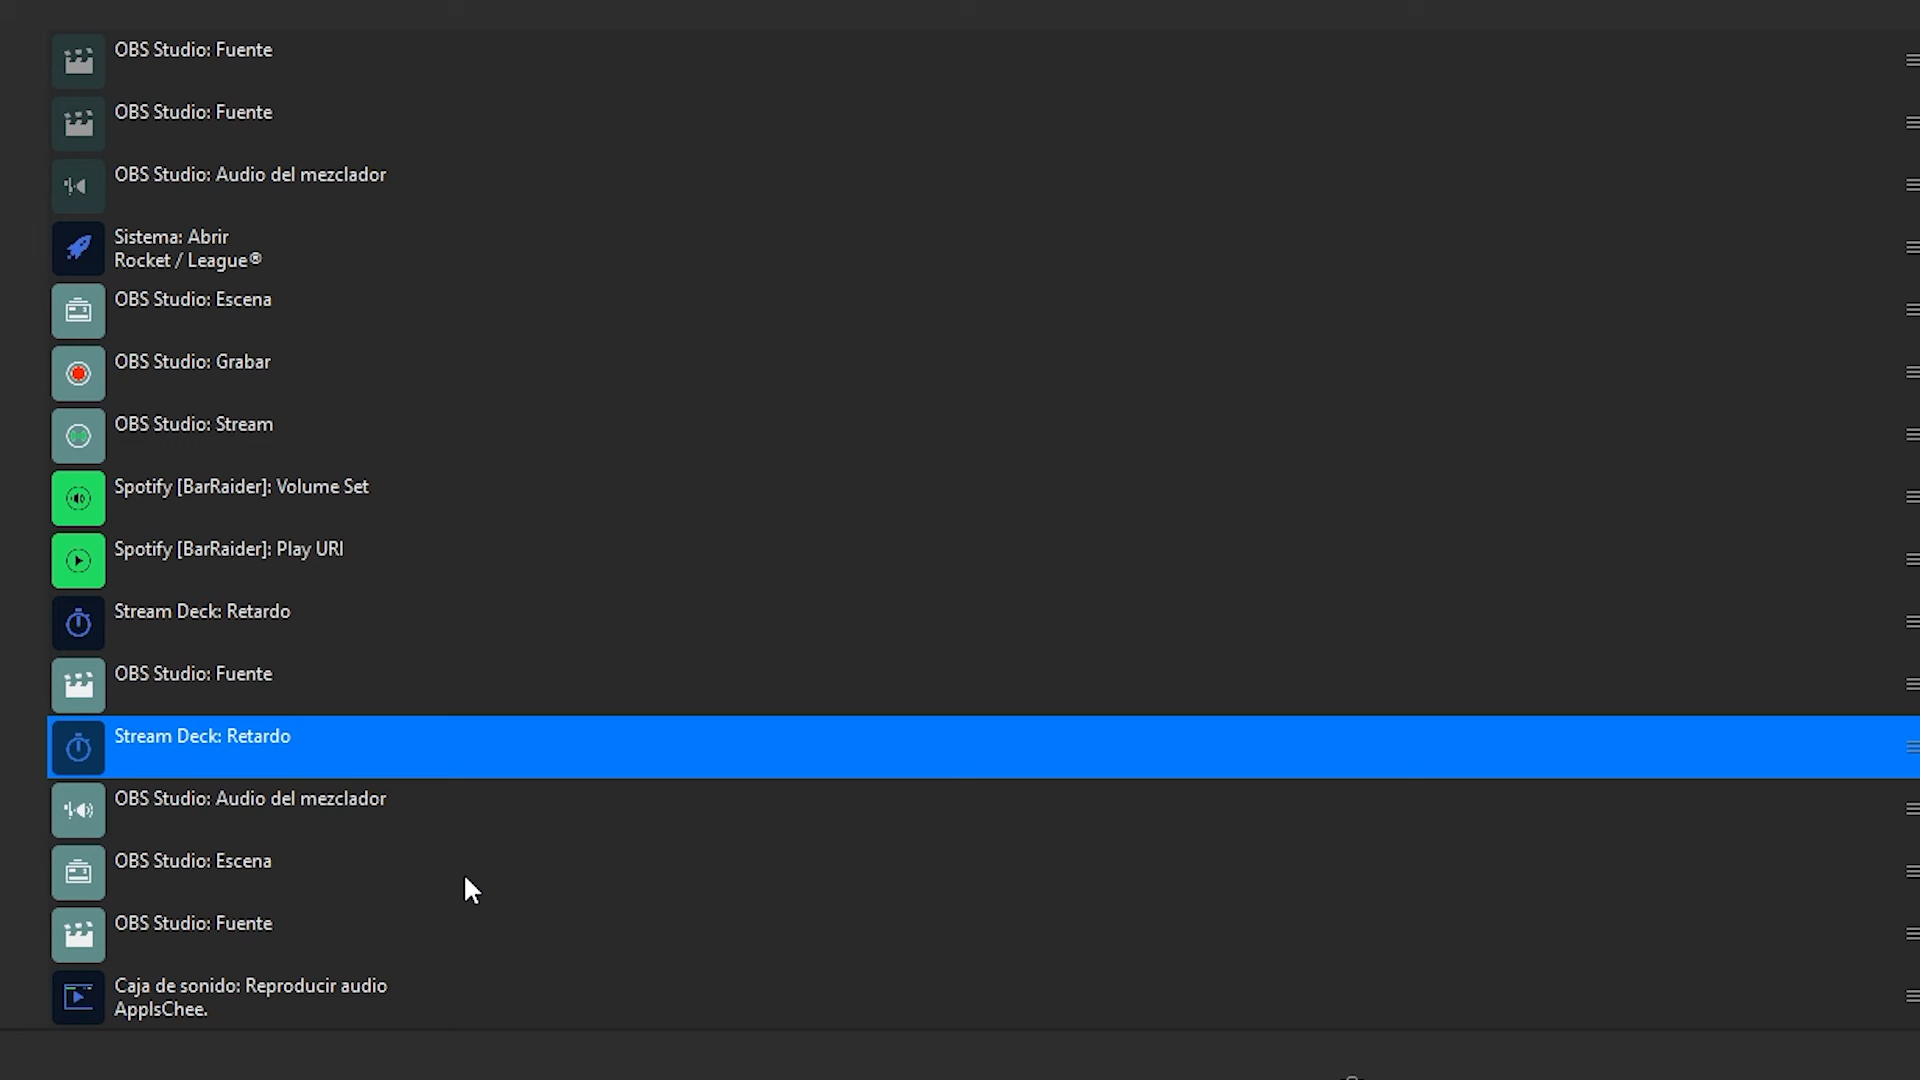 OBS Studio: Fuente
OBS Studio: Fuente
OBS Studio: Audio del mezclador
Sistema: Abrir
Rocket / League®
OBS Studio: Escena
OBS Studio: Grabar
OBS Studio: Stream
Spotify [BarRaider]: Volume Set
Spotify [BarRaider]: Play URI
Stream Deck: Retardo
OBS Studio: Fuente
Stream Deck: Retardo
OBS Studio: Audio del mezclador
OBS Studio: Escena
OBS Studio: Fuente
Caja de sonido: Reproducir audio
ApplsChee.